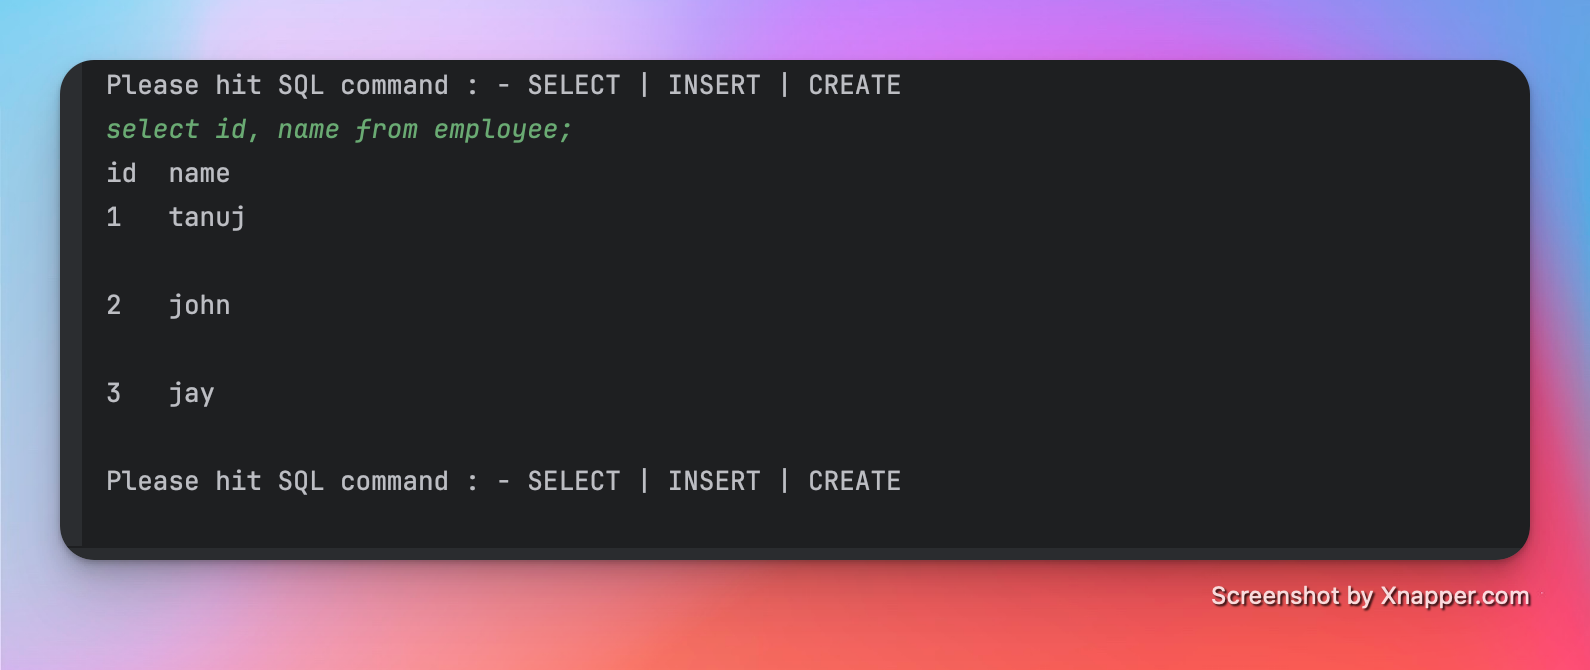 Please hit SQL command : - SELECT | INSERT | CREATE
select id, name from employee;
id  name
1   tanuj
2   john
3   jay
Please hit SQL command : - SELECT | INSERT | CREATE
Screenshot by Xnapper.com